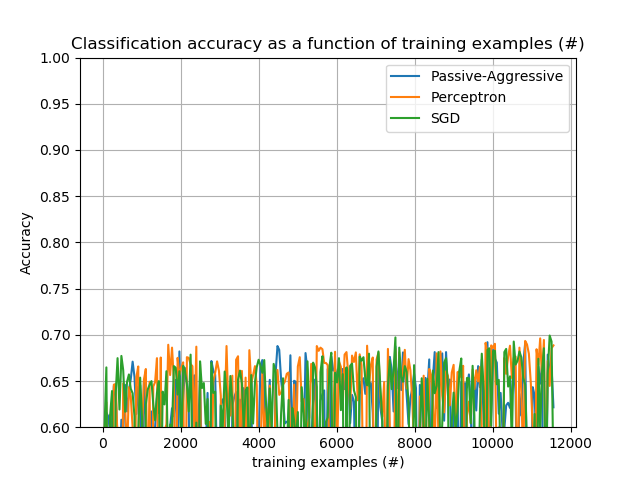 Classification accuracy as a function of training examples (#)
1.00
0.95
0.90
0.85
0.80
0.75
0.70
0.65
0.60
Accuracy
Passive-Aggressive
Perceptron
SGD
0
2000
4000
6000
8000
10000
12000
training examples (#)